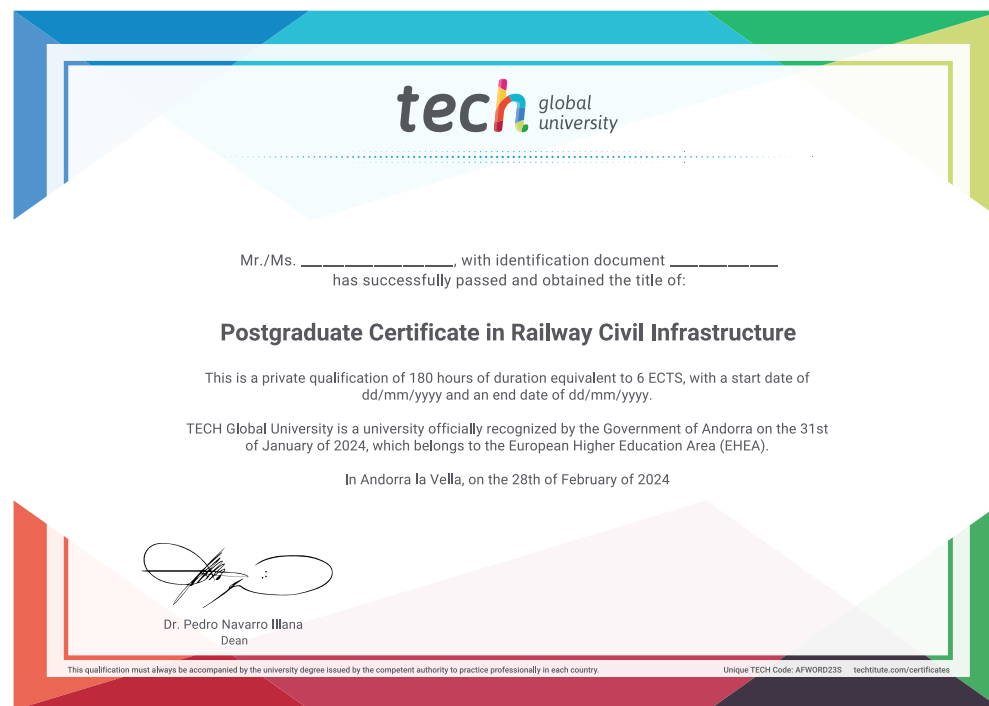 tech global
university
Mr./Ms. _______________, with identification document ___________
has successfully passed and obtained the title of:
Postgraduate Certificate in Railway Civil Infrastructure
This is a private qualification of 180 hours of duration equivalent to 6 ECTS, with a start date of
dd/mm/yyyy and an end date of dd/mm/yyyy.
TECH Global University is a university officially recognized by the Government of Andorra on the 31st
of January of 2024, which belongs to the European Higher Education Area (EHEA).
In Andorra la Vella, on the 28th of February of 2024
Dr. Pedro Navarro Illana
Dean
This qualification must always be accompanied by the university degree issued by the competent authority to practice professionally in each country.
Unique TECH Code: AFWORD23S techtitute.com/certificates